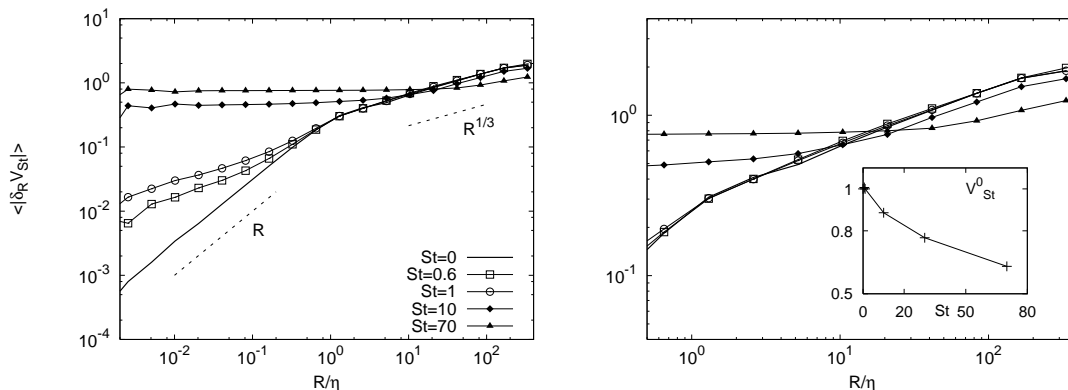 <|δ_R V_St|>
10^1
10^0
10^-1
10^-2
10^-3
10^-4
10^-2
10^-1
10^0
10^1
10^2
R/η
R^1/3
R
St=0
St=0.6
St=1
St=10
St=70
10^0
10^-1
10^0
10^1
10^2
R/η
V^0_St
1
0.8
0.5
0
20
St
60
80